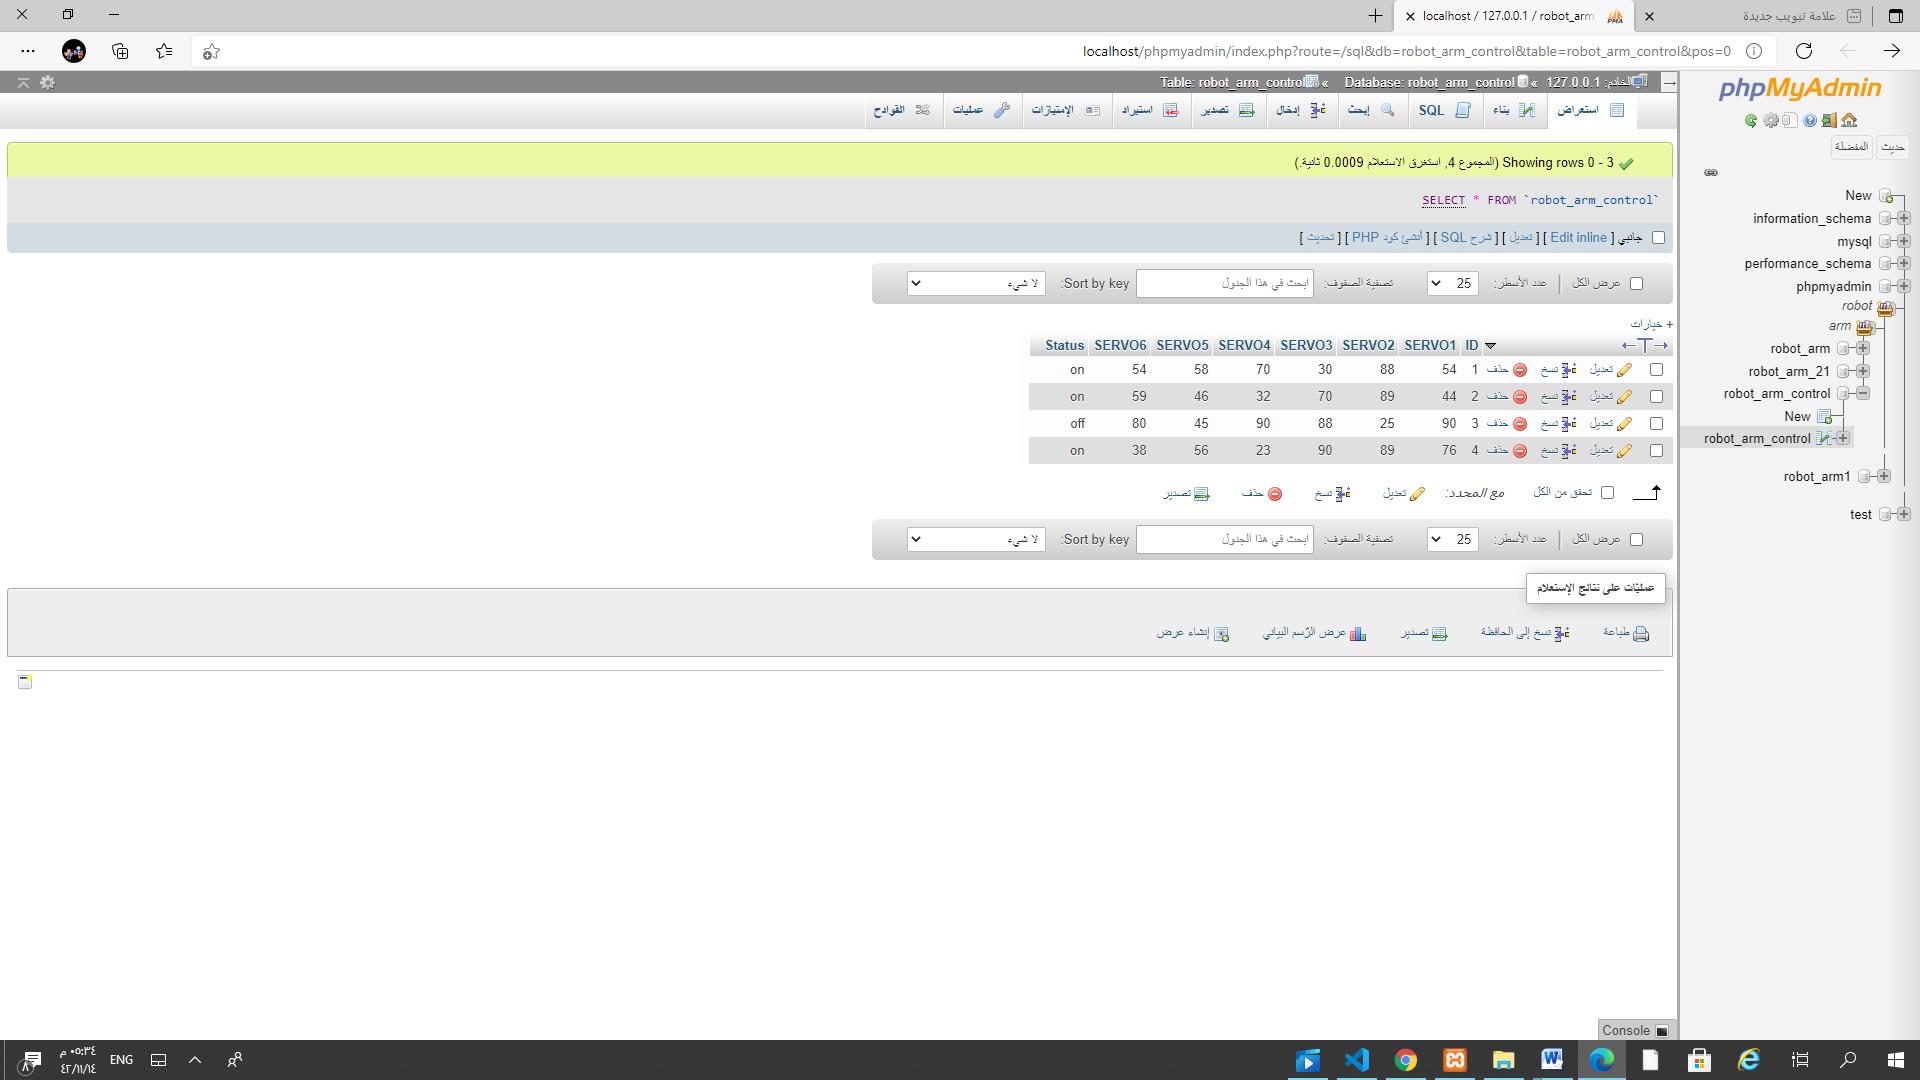 علامة تبويب جديدة
localhost / 127.0.0.1 / robot_arm
localhost/phpmyadmin/index.php?route=/sql&db=robot_arm_control&table=robot_arm_control&pos=0
phpMyAdmin
حديث
المفضلة
New
information_schema
mysql
performance_schema
phpmyadmin
robot
arm
robot_arm
robot_arm_21
robot_arm_control
New
robot_arm_control
robot_arm1
test
الخادم: 127.0.0.1 » Database: robot_arm_control » Table: robot_arm_control
استعراض بناء SQL إبحث إدخال تصدير استيراد الإمتيازات عمليات القوادح
Showing rows 0 - 3 (المجموع 4, استغرق الاستعلام 0.0009 ثانية.)
SELECT * FROM `robot_arm_control`
جانبي [ Edit inline ] [ تعديل ] [ شرح SQL ] [ أنشئ كود PHP ] [ تحديث ]
عرض الكل | عدد الأسطر: 25 تصفية الصفوف: ابحث في هذا الجدول Sort by key: لا شيء
+ خيارات
←T→ ID SERVO1 SERVO2 SERVO3 SERVO4 SERVO5 SERVO6 Status
تعديل نسخ حذف 1 54 88 30 70 58 54 on
تعديل نسخ حذف 2 44 89 70 32 46 59 on
تعديل نسخ حذف 3 90 25 88 90 45 80 off
تعديل نسخ حذف 4 76 89 90 23 56 38 on
تحقق من الكل مع المحدد: تعديل نسخ حذف تصدير
عرض الكل | عدد الأسطر: 25 تصفية الصفوف: ابحث في هذا الجدول Sort by key: لا شيء
عمليّات على نتائج الإستعلام
طباعة نسخ إلى الحافظة تصدير عرض الرّسم البياني إنشاء عرض
Console
ENG
٠٥:٣٤ م
٤٢/١١/١٤